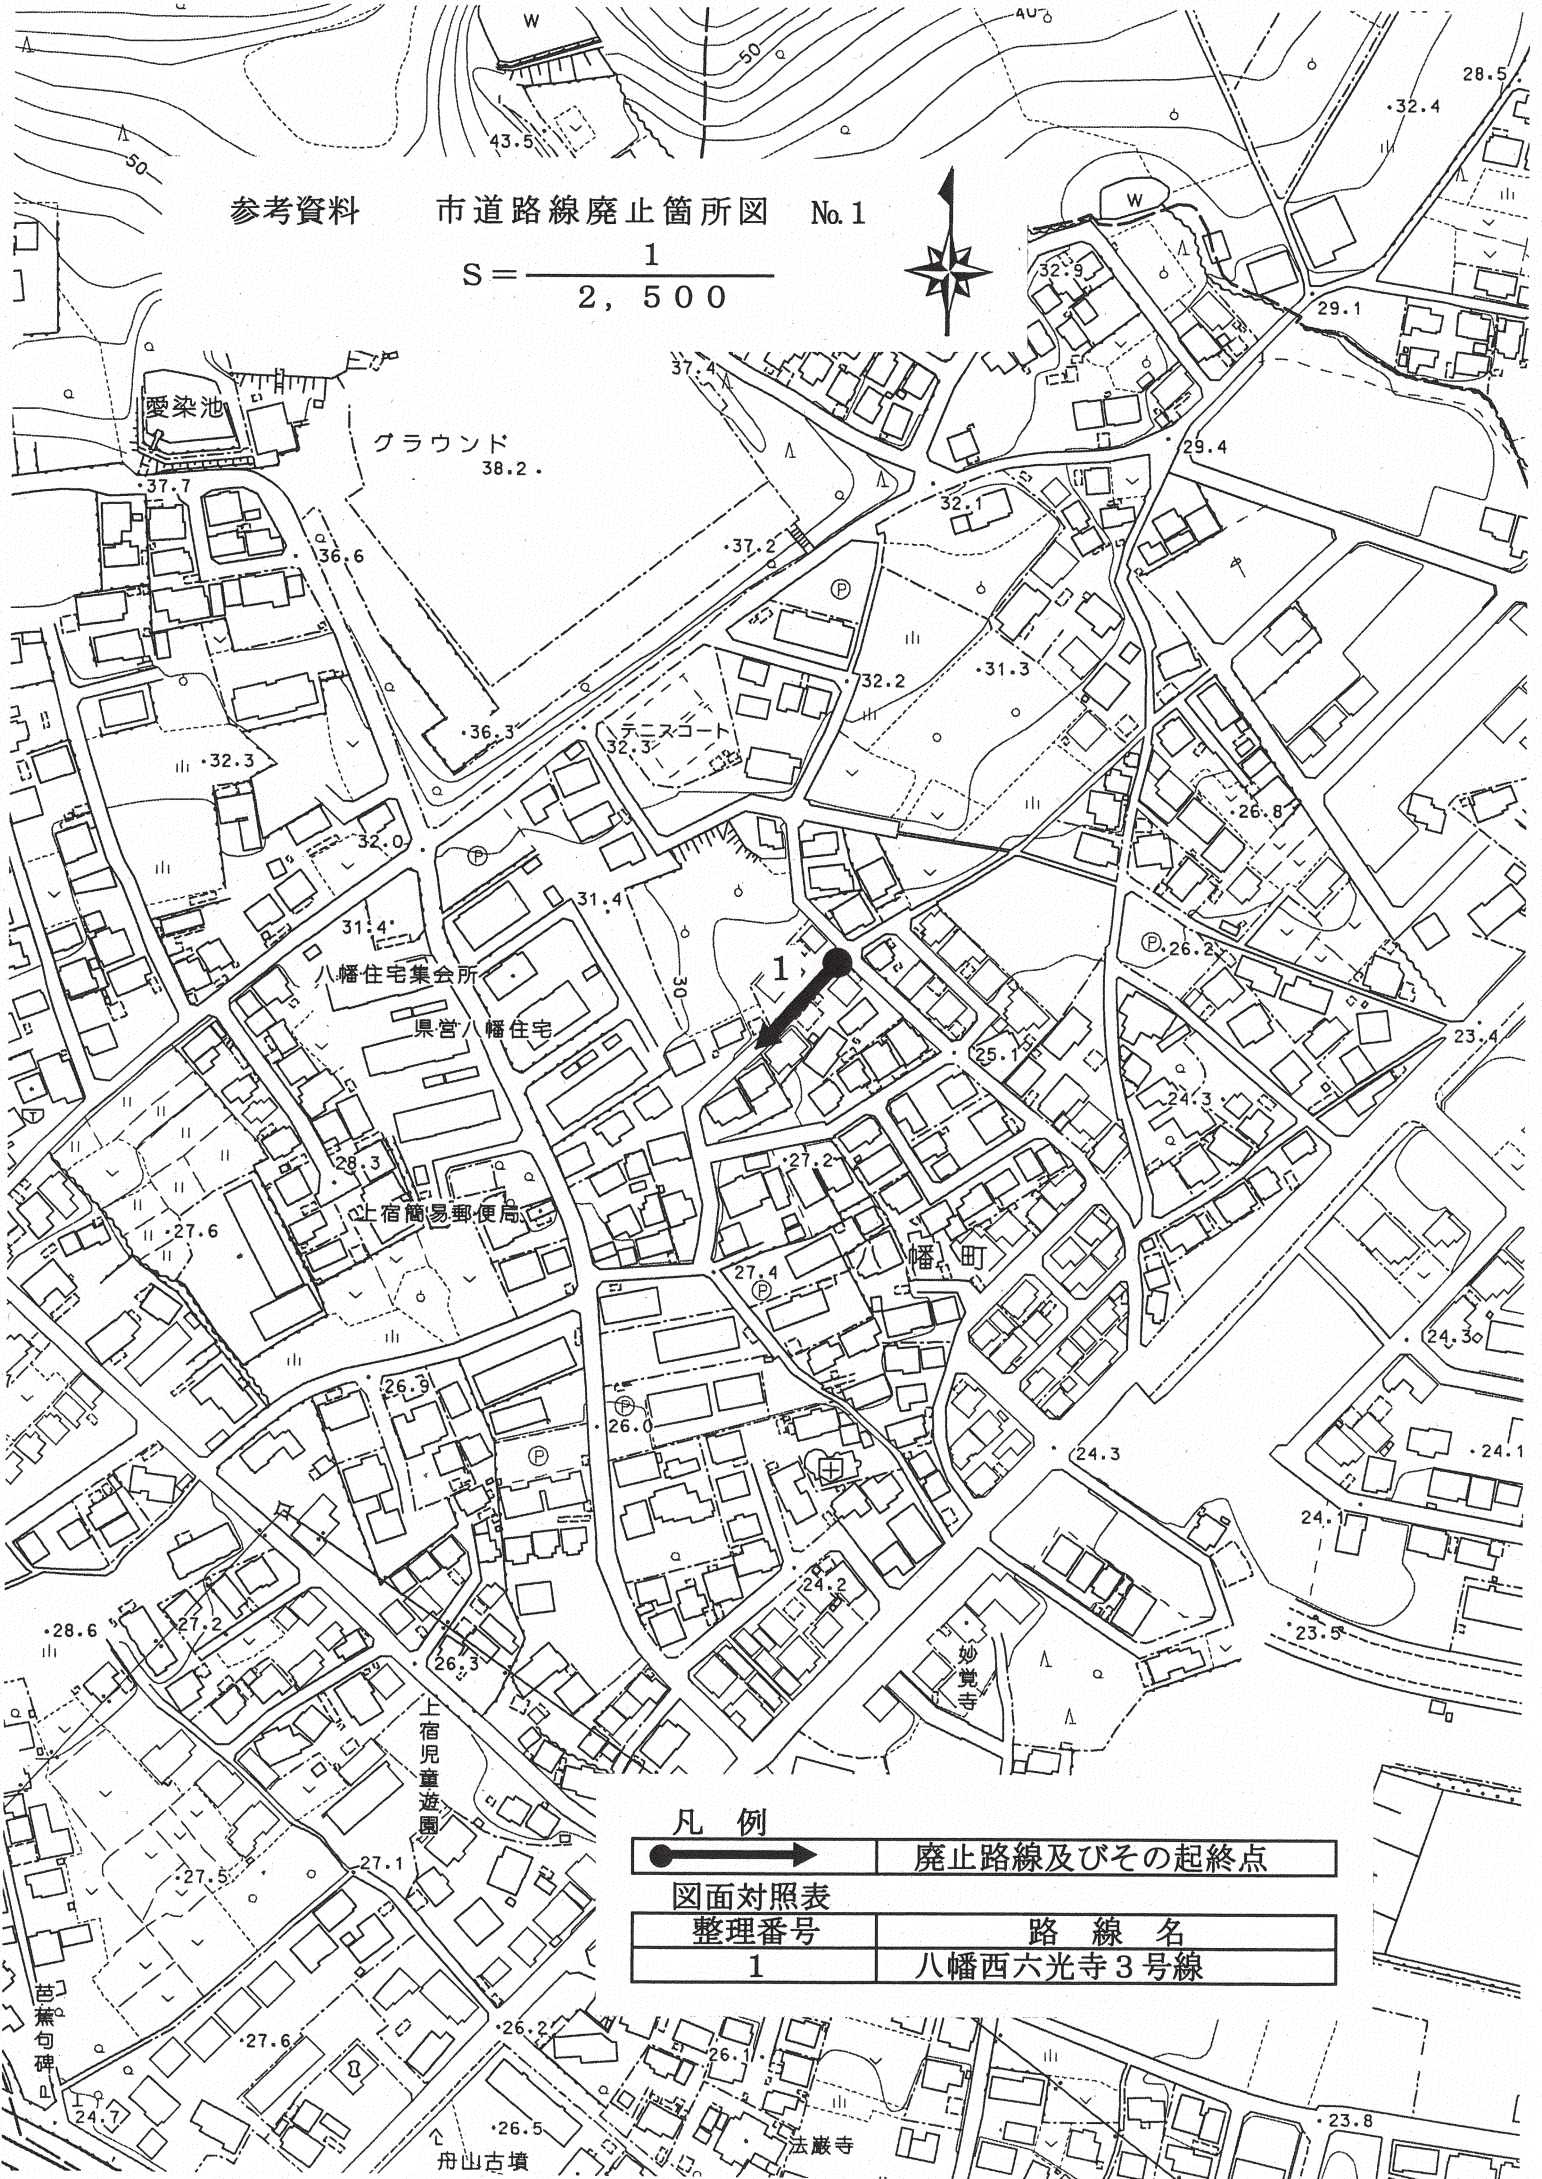 W
40
50
28.5
32.4
43.5
50
参考資料 市道路線廃止箇所図 №1
S=1/2,500
W
32.9
29.1
37.4
愛染池
グラウンド
38.2
29.4
37.7
32.1
36.6
37.2
P
31.3
32.2
テニスコート
32.3
36.3
32.3
26.8
32.0
P
31.4
31.4
P
26.2
八幡住宅集会所
1
30
県営八幡住宅
23.4
25.1
24.3
28.3
27.2
上宿簡易郵便局
27.6
八幡町
27.4
P
24.3
26.9
P
26.0
24.3
24.1
P
24.1
24.2
28.6
27.2
23.5
26.3
妙覚寺
上宿児童遊園
凡 例
廃止路線及びその起終点
27.1
27.5
図面対照表
整理番号 路 線 名
1 八幡西六光寺3号線
芭蕉句碑
26.2
27.6
26.1
24.7
26.5
23.8
法巌寺
舟山古墳